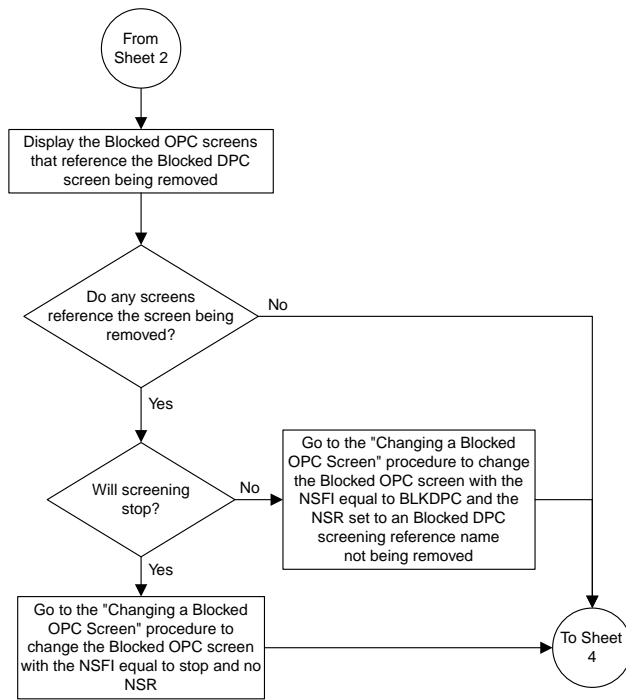 From
Sheet 2
Display the Blocked OPC screens
that reference the Blocked DPC
screen being removed
Do any screens
reference the screen being
removed?
No
Yes
Will screening
stop?
No
Go to the "Changing a Blocked
OPC Screen" procedure to change
the Blocked OPC screen with the
NSFI equal to BLKDPC and the
NSR set to an Blocked DPC
screening reference name
not being removed
Yes
Go to the "Changing a Blocked
OPC Screen" procedure to
change the Blocked OPC screen
with the NSFI equal to stop and no
NSR
To Sheet
4